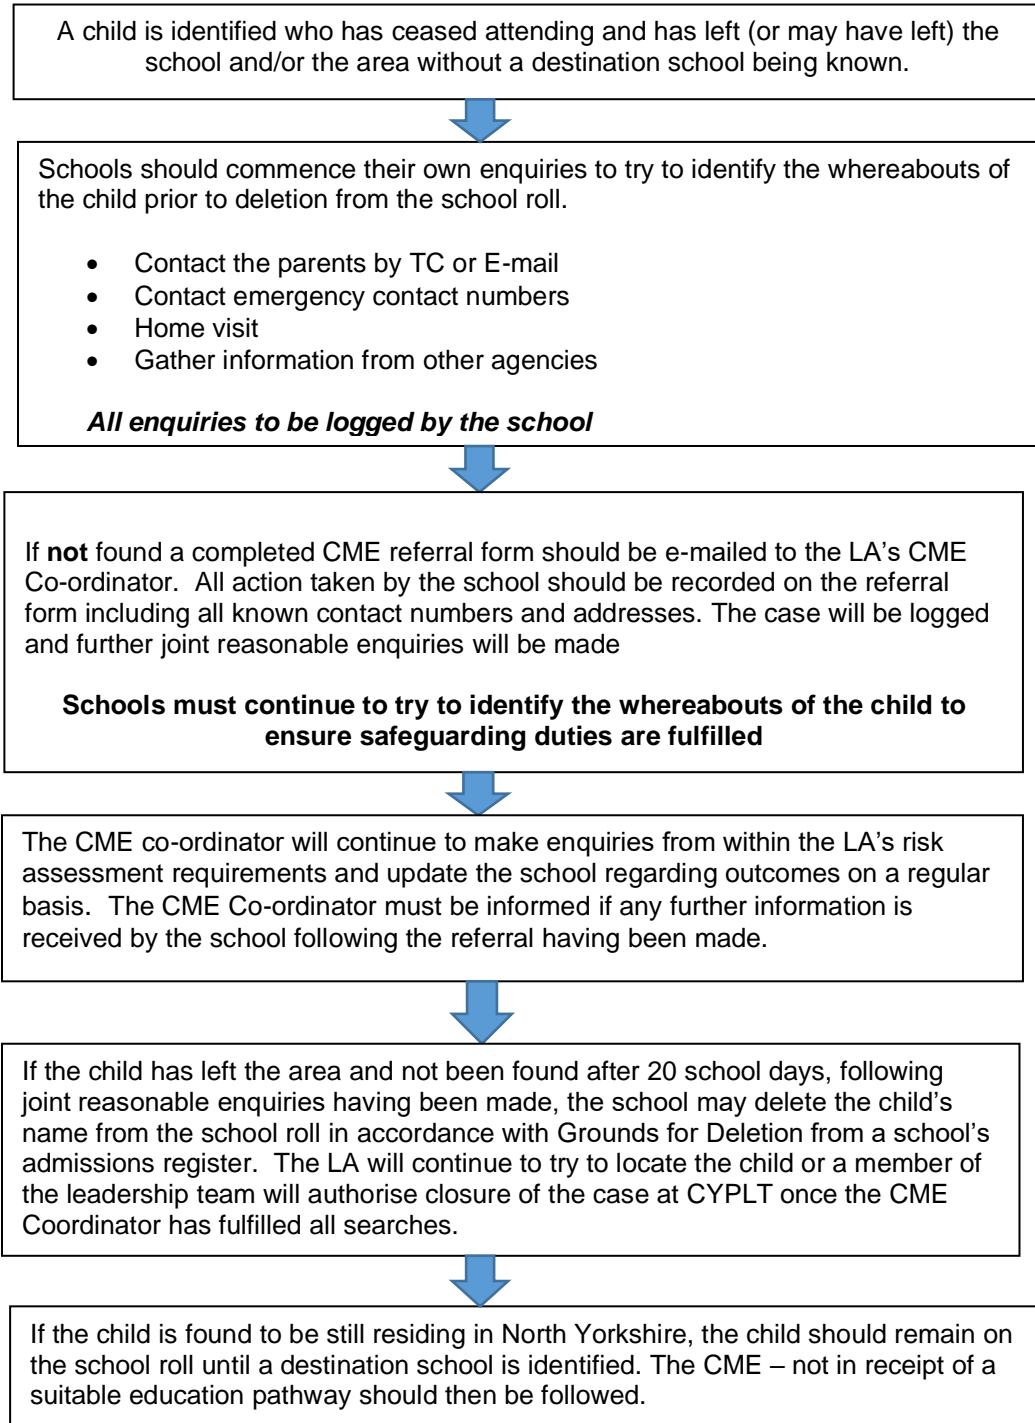 A child is identified who has ceased attending and has left (or may have left) the
school and/or the area without a destination school being known.
Schools should commence their own enquiries to try to identify the whereabouts of
the child prior to deletion from the school roll.
• Contact the parents by TC or E-mail
• Contact emergency contact numbers
• Home visit
• Gather information from other agencies
All enquiries to be logged by the school
If not found a completed CME referral form should be e-mailed to the LA's CME
Co-ordinator. All action taken by the school should be recorded on the referral
form including all known contact numbers and addresses. The case will be logged
and further joint reasonable enquiries will be made
Schools must continue to try to identify the whereabouts of the child to
ensure safeguarding duties are fulfilled
The CME co-ordinator will continue to make enquiries from within the LA's risk
assessment requirements and update the school regarding outcomes on a regular
basis. The CME Co-ordinator must be informed if any further information is
received by the school following the referral having been made.
If the child has left the area and not been found after 20 school days, following
joint reasonable enquiries having been made, the school may delete the child's
name from the school roll in accordance with Grounds for Deletion from a school's
admissions register. The LA will continue to try to locate the child or a member of
the leadership team will authorise closure of the case at CYPLT once the CME
Coordinator has fulfilled all searches.
If the child is found to be still residing in North Yorkshire, the child should remain on
the school roll until a destination school is identified. The CME – not in receipt of a
suitable education pathway should then be followed.